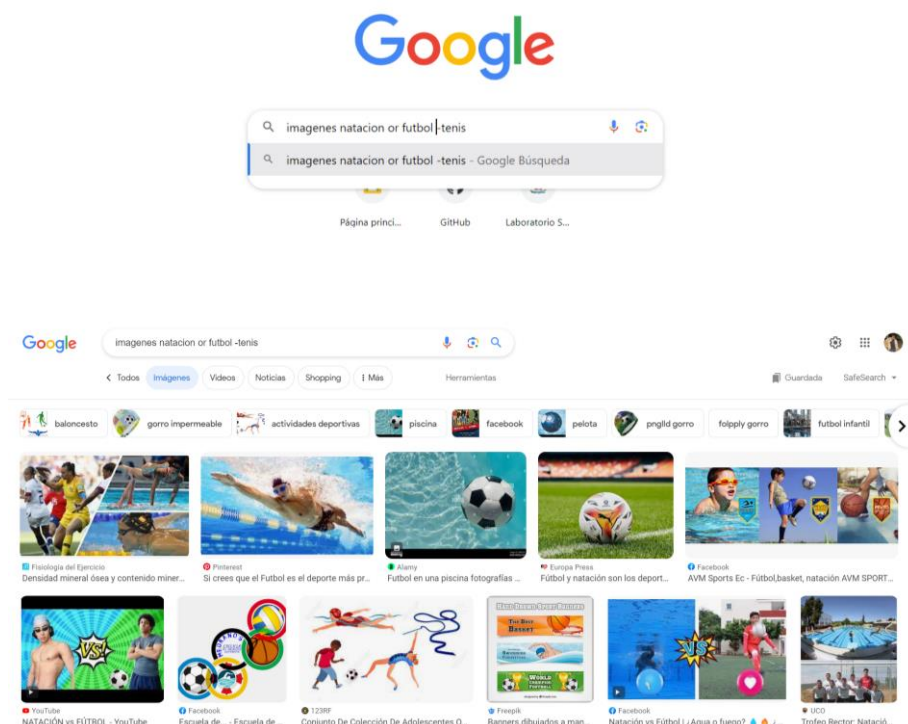 Google
imagenes natacion or futbol -tenis
imagenes natacion or futbol -tenis - Google Búsqueda
Página princi...
GitHub
Laboratorio S...
Google
imagenes natacion or futbol -tenis
Todos
Imágenes
Videos
Noticias
Shopping
Más
Herramientas
Guardada
SafeSearch
baloncesto
gorro impermeable
actividades deportivas
piscina
facebook
pelota
pnglld gorro
folpply gorro
futbol infantil
Fisiología del Ejercicio
Densidad mineral ósea y contenido miner...
Pinterest
Si crees que el Futbol es el deporte más pr...
Alamy
Futbol en una piscina fotografías ...
Europa Press
Fútbol y natación son los deport...
Facebook
AVM Sports Ec - Fútbol,basket, natación AVM SPORT...
VS
VS
YouTube
NATACIÓN vs FÚTBOL - YouTube
Facebook
Escuela de... - Escuela de ...
123RF
Conjunto De Colección De Adolescentes O...
Freepik
Banners dibujados a man...
Facebook
Natación vs Fútbol | ¿Agua o fuego?
UCO
Trofeo Rector: Natació...